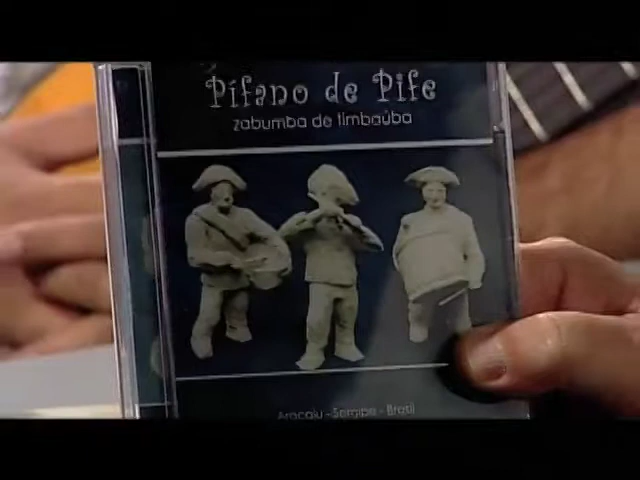 Pífano de Pife
zabumba de timbaúba
Aracaju - Sergipe - Brasil